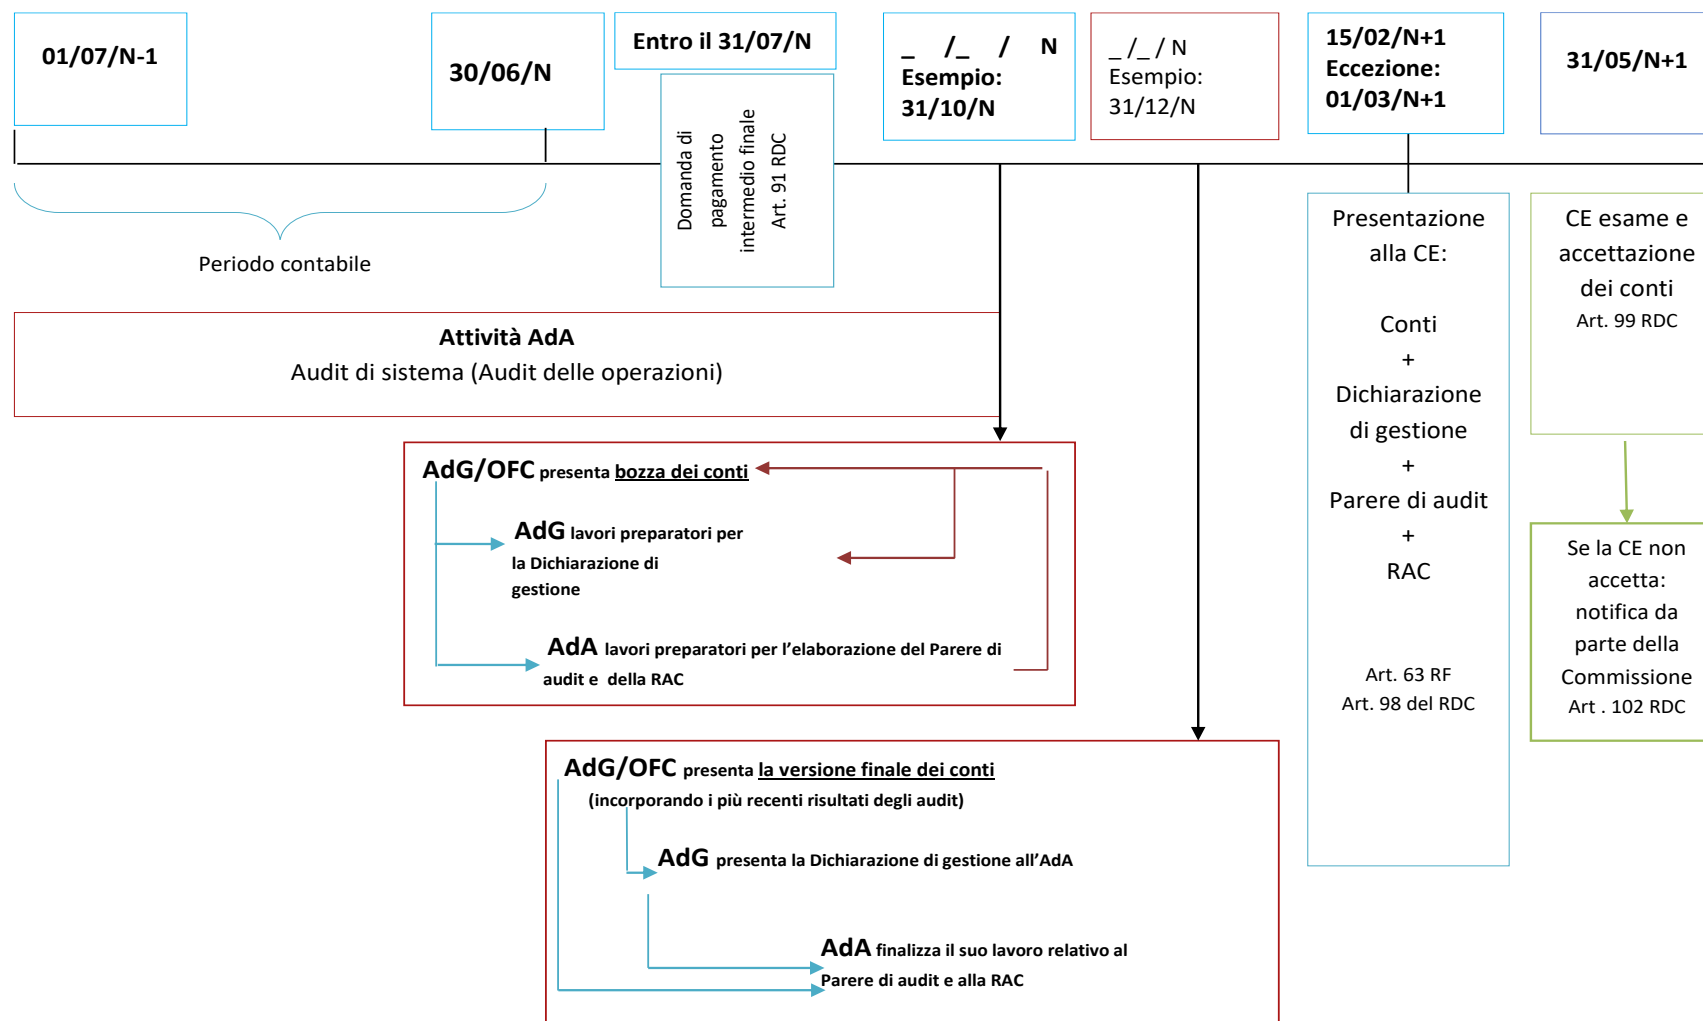 01/07/N-1
30/06/N
Entro il 31/07/N
_ /_ / N
Esempio:
31/10/N
_ /_ / N
Esempio:
31/12/N
15/02/N+1
Eccezione:
01/03/N+1
31/05/N+1
Domanda di
pagamento
intermedio finale
Art. 91 RDC
Periodo contabile
Attività AdA
Audit di sistema (Audit delle operazioni)
AdG/OFC presenta bozza dei conti
AdG lavori preparatori per
la Dichiarazione di
gestione
AdA lavori preparatori per l'elaborazione del Parere di
audit e della RAC
AdG/OFC presenta la versione finale dei conti
(incorporando i più recenti risultati degli audit)
AdG presenta la Dichiarazione di gestione all'AdA
AdA finalizza il suo lavoro relativo al
Parere di audit e alla RAC
Presentazione
alla CE:
Conti
+
Dichiarazione
di gestione
+
Parere di audit
+
RAC
Art. 63 RF
Art. 98 del RDC
CE esame e
accettazione
dei conti
Art. 99 RDC
Se la CE non
accetta:
notifica da
parte della
Commissione
Art . 102 RDC